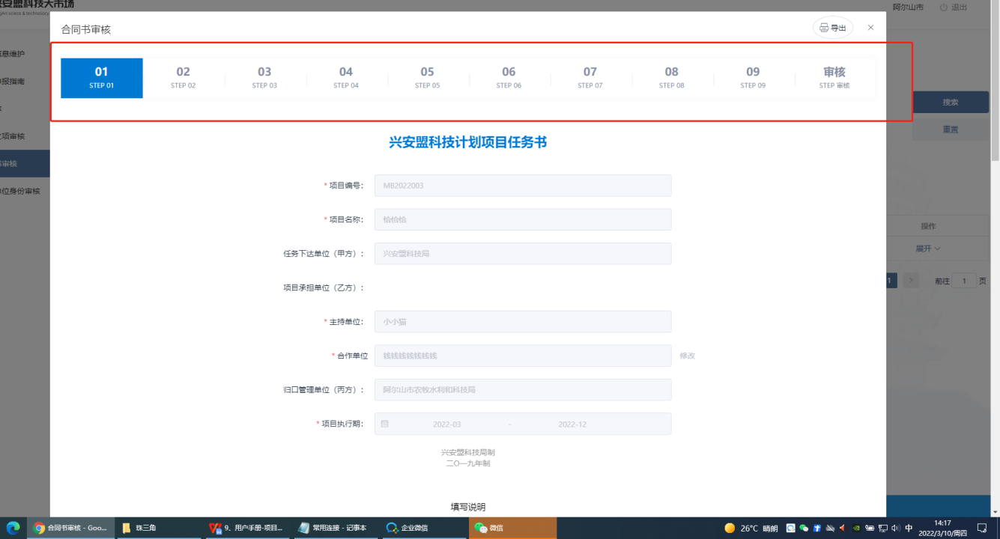 兴安盟科技大市场
阿尔山市 退出
合同书审核
导出
息维护
报指南
项审核
审核
位身份审核
01 02 03 04 05 06 07 08 09 审核
STEP 01 STEP 02 STEP 03 STEP 04 STEP 05 STEP 06 STEP 07 STEP 08 STEP 09 STEP 审核
搜索
重置
兴安盟科技计划项目任务书
* 项目编号: MB2022003
* 项目名称: 恰恰恰
操作
任务下达单位（甲方）: 兴安盟科技局
展开
项目承担单位（乙方）:
1 > 前往 1 页
* 主持单位: 小小猫
* 合作单位 钱钱钱钱钱钱钱 修改
归口管理单位（丙方）: 阿尔山市农牧水利和科技局
* 项目执行期: 2022-03 - 2022-12
兴安盟科技局制
二〇一九年制
填写说明
合同书审核 - Goo... 珠三角 9、用户手册-项目... 常用连接 - 记事本 企业微信 微信 26°C 晴朗 中 14:17
2022/3/10/周四